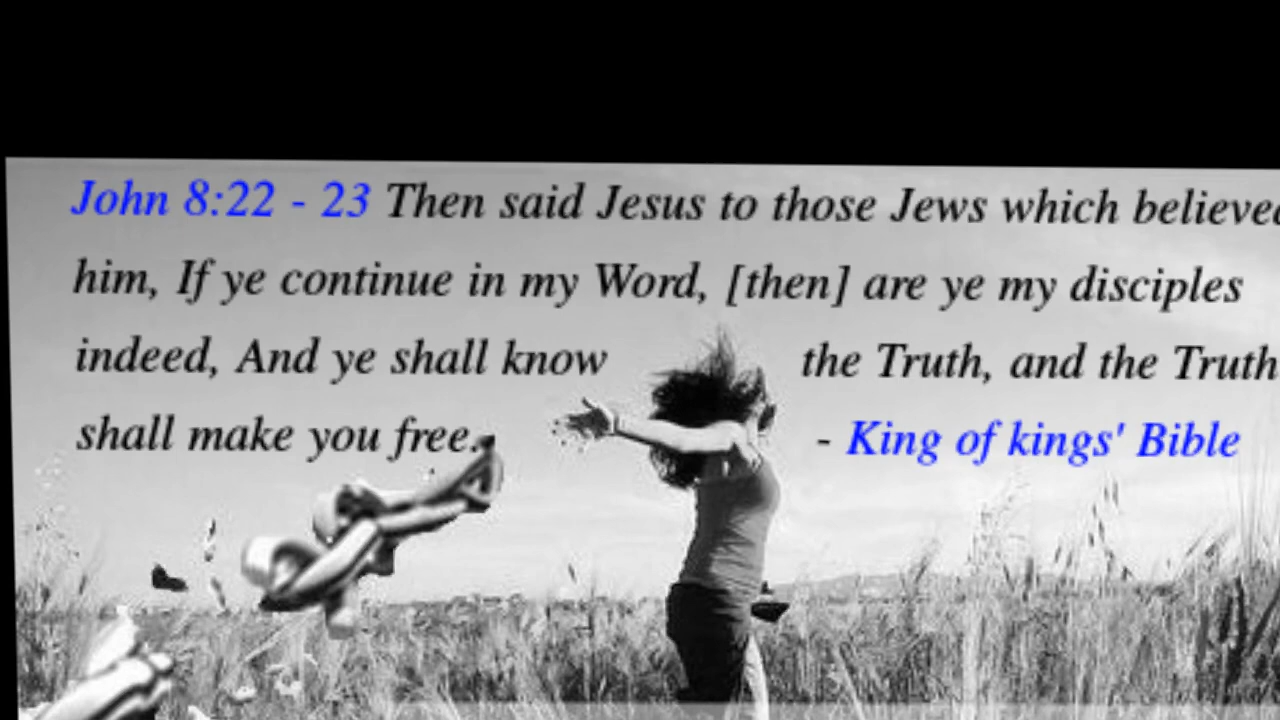 John 8:22 - 23 Then said Jesus to those Jews which believed
him, If ye continue in my Word, [then] are ye my disciples
indeed, And ye shall know the Truth, and the Truth
shall make you free. - King of kings' Bible